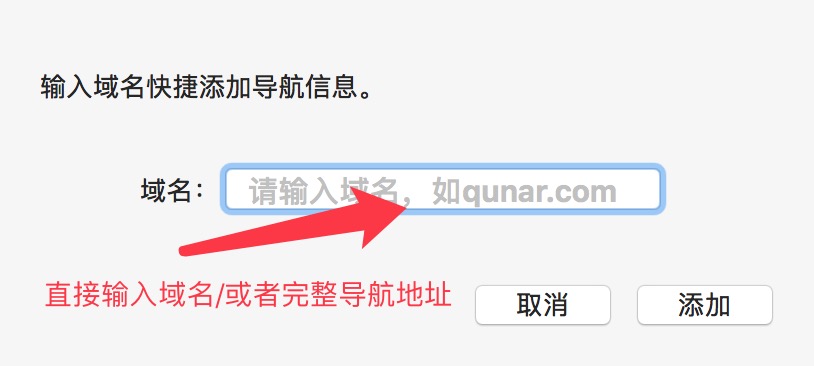 输入域名快捷添加导航信息。
域名： 请输入域名，如qunar.com
直接输入域名/或者完整导航地址
取消 添加